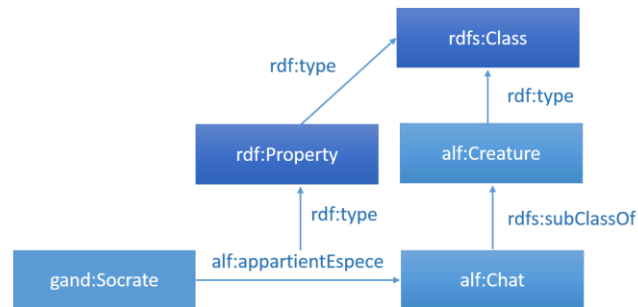 rdfs:Class
rdf:type
rdf:type
rdf:Property
alf:Creature
rdf:type
rdfs:subClassOf
gand:Socrate
alf:appartientEspece
alf:Chat